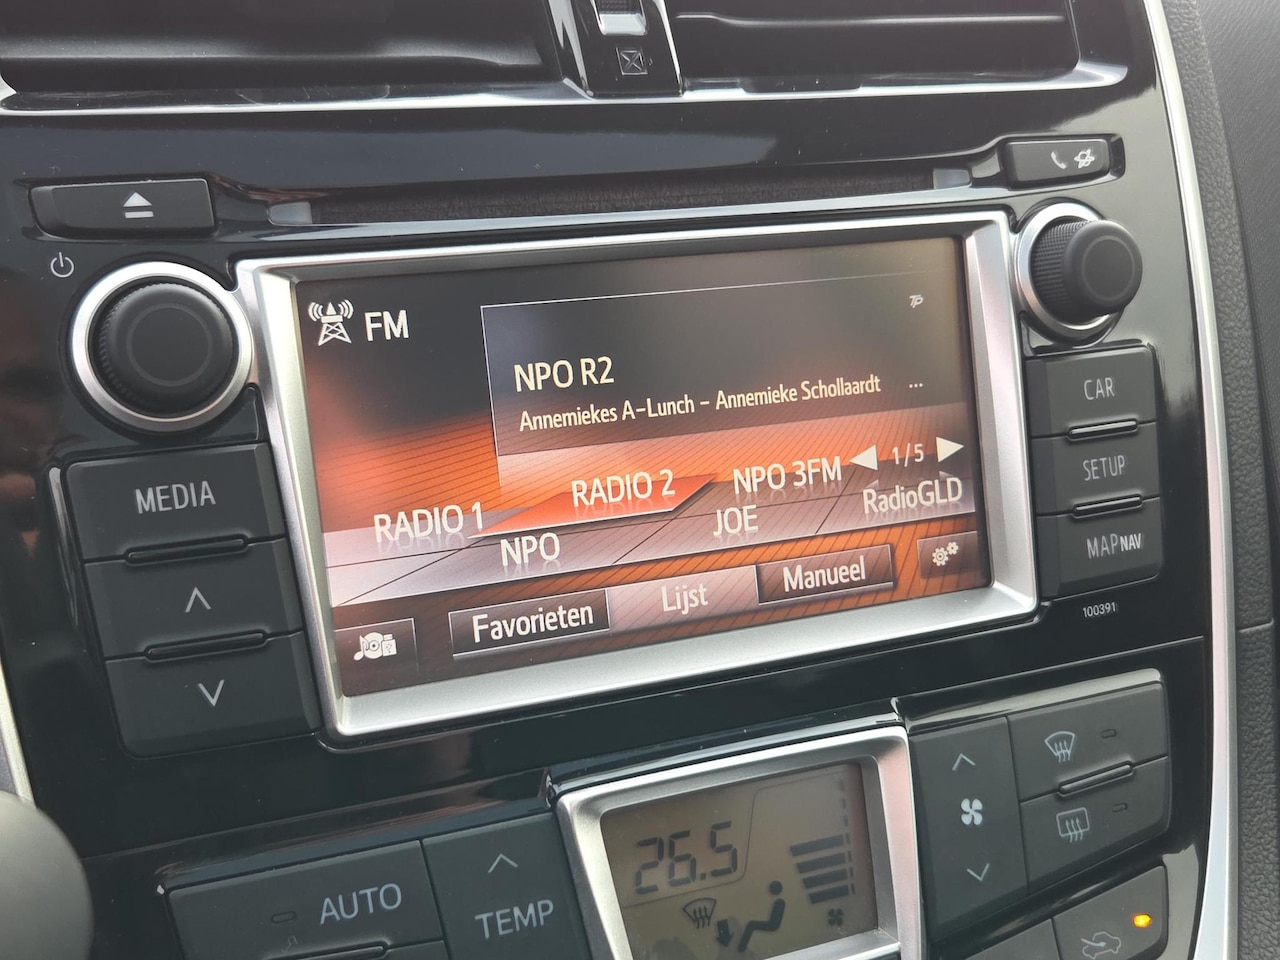 FM
TP
NPO R2
Annemiekes A-Lunch - Annemieke Schollaardt ...
1/5
RADIO 1 RADIO 2 NPO 3FM
NPO JOE RadioGLD
Favorieten Lijst Manueel
MEDIA
CAR
SETUP
MAP NAV
100391
26.5
AUTO
TEMP